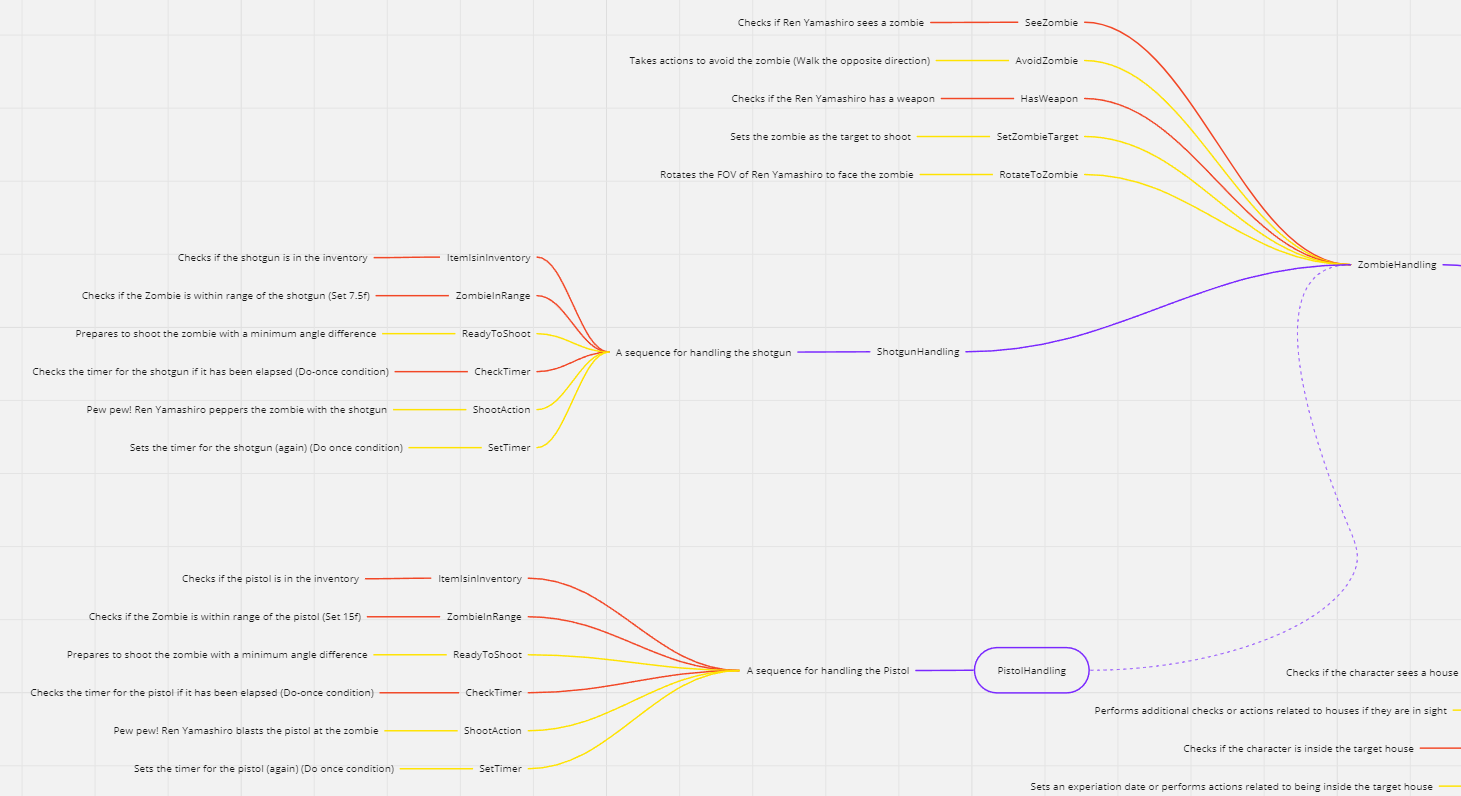 Checks if Ren Yamashiro sees a zombie SeeZombie
Takes actions to avoid the zombie (Walk the opposite direction) AvoidZombie
Checks if the Ren Yamashiro has a weapon HasWeapon
Sets the zombie as the target to shoot SetZombieTarget
Rotates the FOV of Ren Yamashiro to face the zombie RotateToZombie
ZombieHandling
Checks if the shotgun is in the inventory ItemIsinInventory
Checks if the Zombie is within range of the shotgun (Set 7.5f) ZombieInRange
Prepares to shoot the zombie with a minimum angle difference ReadyToShoot
A sequence for handling the shotgun ShotgunHandling
Checks the timer for the shotgun if it has been elapsed (Do-once condition) CheckTimer
Pew pew! Ren Yamashiro peppers the zombie with the shotgun ShootAction
Sets the timer for the shotgun (again) (Do once condition) SetTimer
Checks if the pistol is in the inventory ItemIsinInventory
Checks if the Zombie is within range of the pistol (Set 15f) ZombieInRange
Prepares to shoot the zombie with a minimum angle difference ReadyToShoot
A sequence for handling the Pistol PistolHandling
Checks the timer for the pistol if it has been elapsed (Do-once condition) CheckTimer
Pew pew! Ren Yamashiro blasts the pistol at the zombie ShootAction
Sets the timer for the pistol (again) (Do once condition) SetTimer
Checks if the character sees a house
Performs additional checks or actions related to houses if they are in sight
Checks if the character is inside the target house
Sets an experiation date or performs actions related to being inside the target house